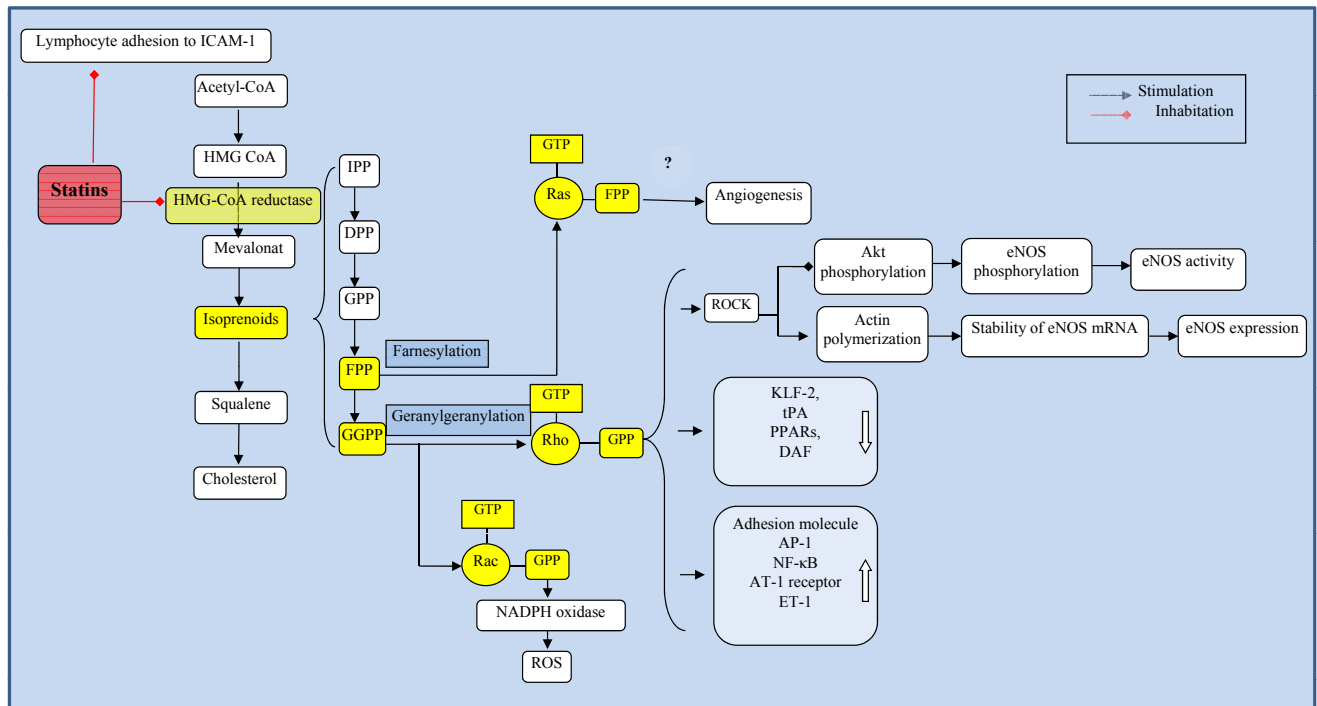 Lymphocyte adhesion to ICAM-1
Acetyl-CoA
HMG CoA
Statins
HMG-CoA reductase
Mevalonat
Isoprenoids
Squalene
Cholesterol
IPP
DPP
GPP
FPP
GGPP
Farnesylation
Geranylgeranylation
GTP
Ras
FPP
?
Angiogenesis
GTP
Rho
GPP
GTP
Rac
GPP
NADPH oxidase
ROS
Stimulation
Inhabitation
ROCK
Akt
phosphorylation
eNOS
phosphorylation
eNOS activity
Actin
polymerization
Stability of eNOS mRNA
eNOS expression
KLF-2,
tPA
PPARs,
DAF
Adhesion molecule
AP-1
NF-κB
AT-1 receptor
ET-1